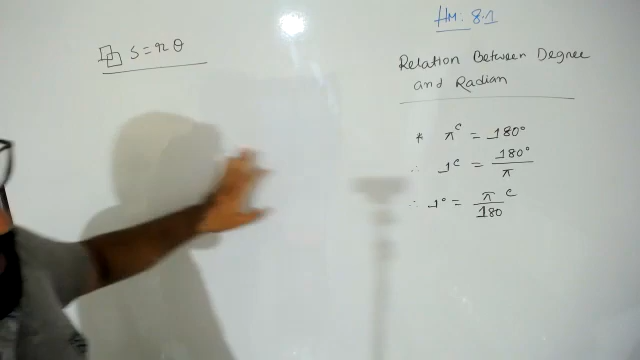 S = rθ
HM: 8.1
Relation Between Degree
and Radian
* π^c = 180°
∴ 1^c = 180°/π
∴ 1° = π/180 ^c